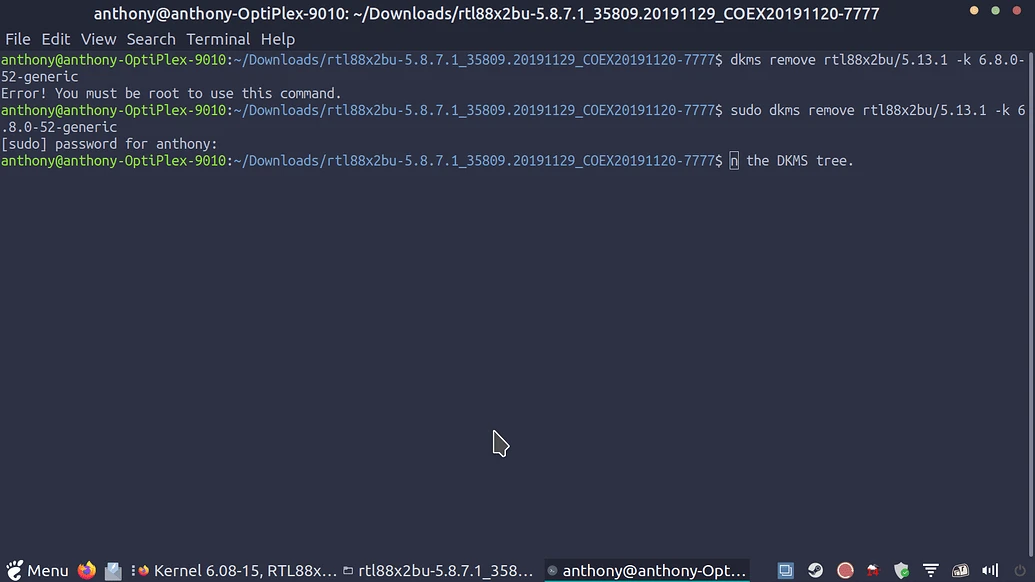 anthony@anthony-OptiPlex-9010: ~/Downloads/rtl88x2bu-5.8.7.1_35809.20191129_COEX20191120-7777
File Edit View Search Terminal Help
anthony@anthony-OptiPlex-9010:~/Downloads/rtl88x2bu-5.8.7.1_35809.20191129_COEX20191120-7777$ dkms remove rtl88x2bu/5.13.1 -k 6.8.0-
52-generic
Error! You must be root to use this command.
anthony@anthony-OptiPlex-9010:~/Downloads/rtl88x2bu-5.8.7.1_35809.20191129_COEX20191120-7777$ sudo dkms remove rtl88x2bu/5.13.1 -k 6
.8.0-52-generic
[sudo] password for anthony:
anthony@anthony-OptiPlex-9010:~/Downloads/rtl88x2bu-5.8.7.1_35809.20191129_COEX20191120-7777$ n the DKMS tree.
Menu Kernel 6.08-15, RTL88x... rtl88x2bu-5.8.7.1_358... anthony@anthony-Opt...